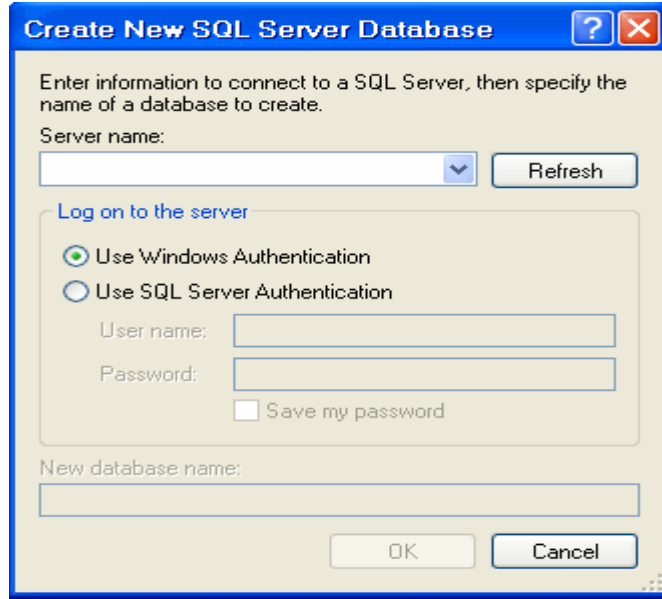 Create New SQL Server Database
?
Enter information to connect to a SQL Server, then specify the
name of a database to create.
Server name:
Refresh
Log on to the server
Use Windows Authentication
Use SQL Server Authentication
User name:
Password:
Save my password
New database name:
OK Cancel